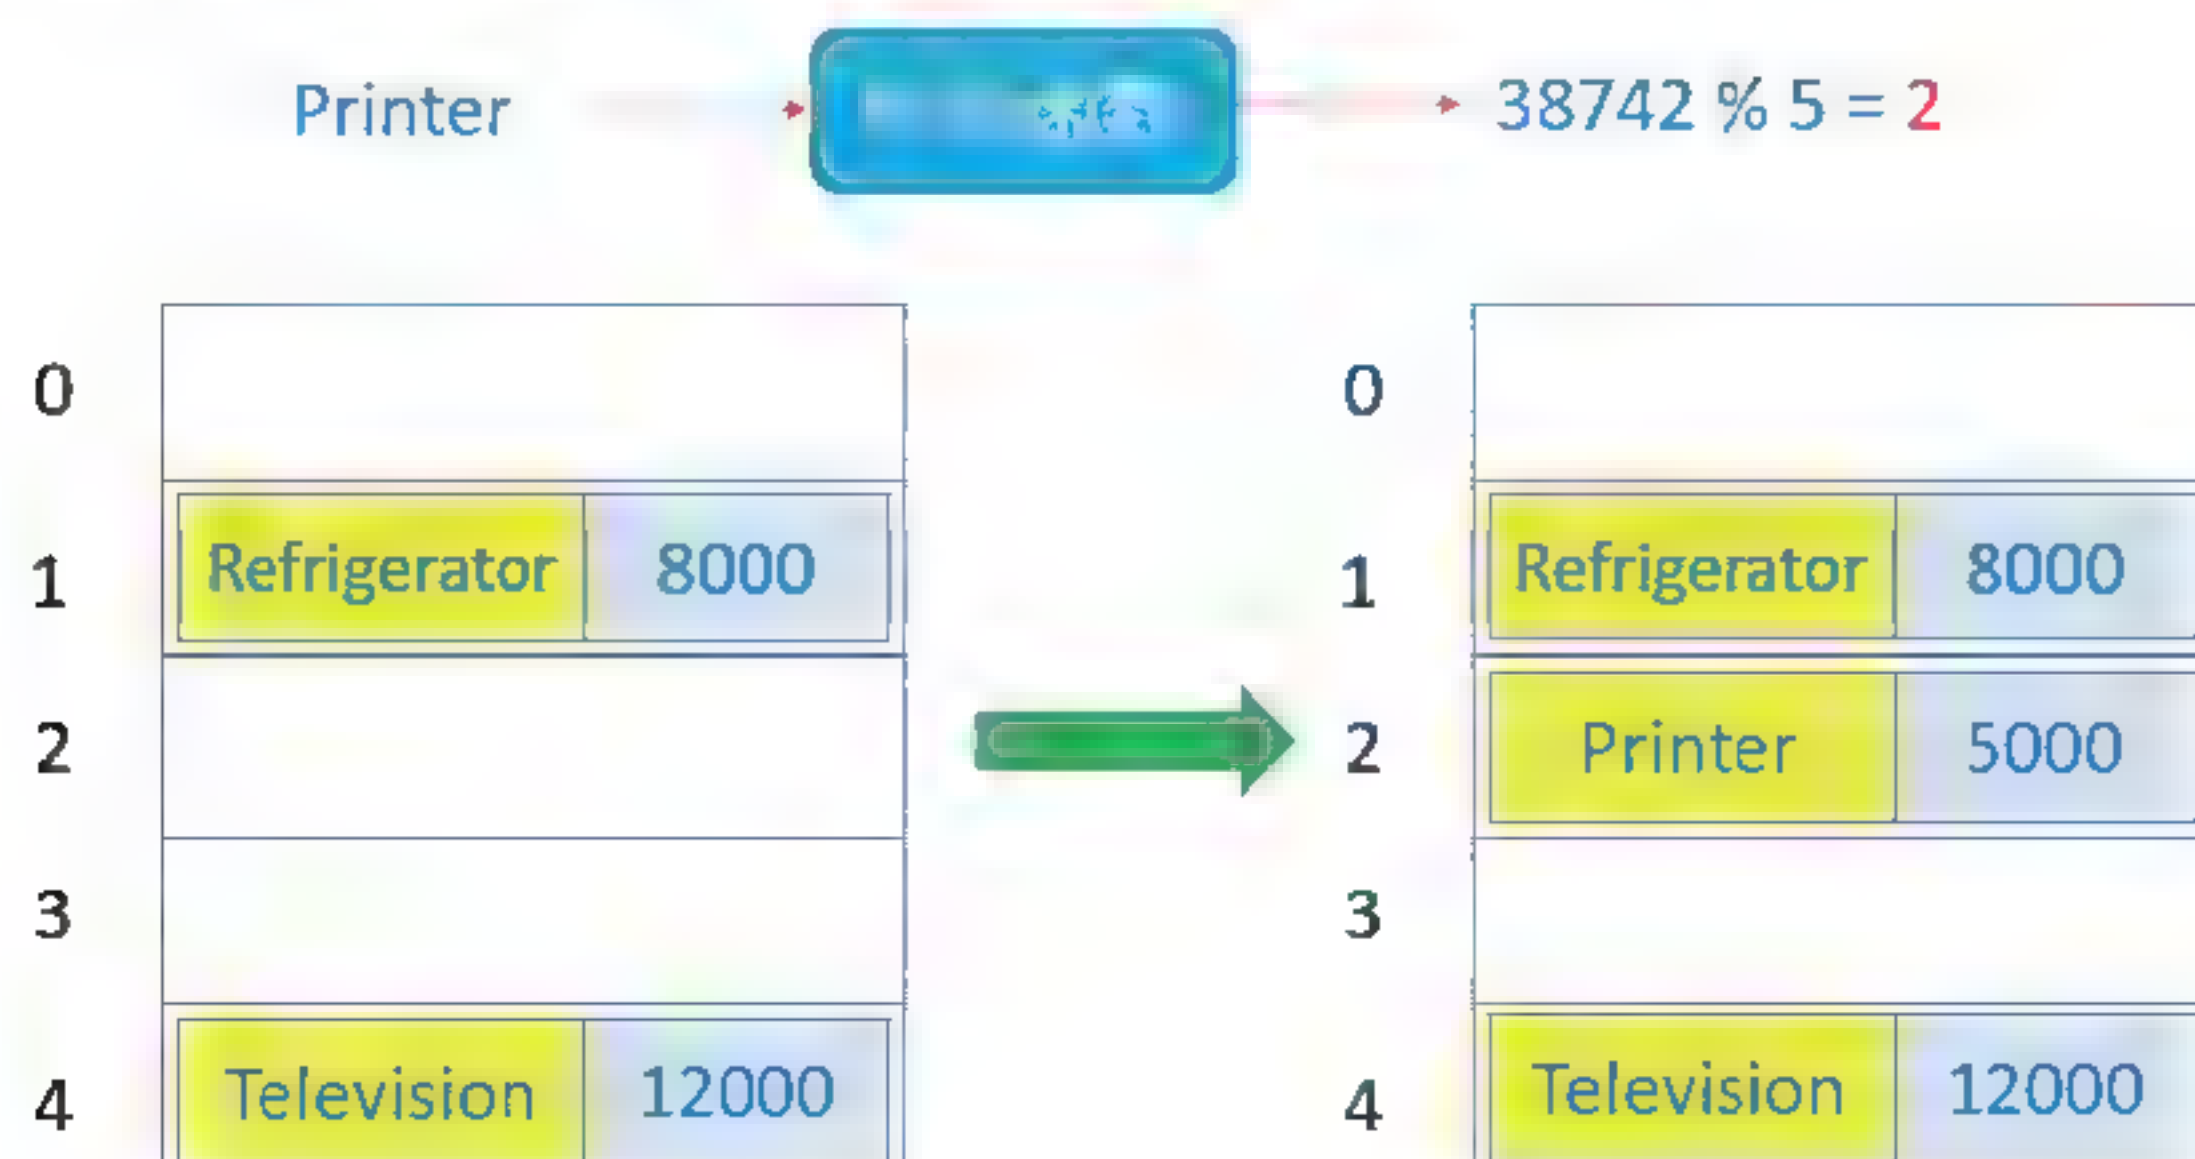 Printer 38742 % 5 = 2
0 0
1 Refrigerator 8000 1 Refrigerator 8000
2 2 Printer 5000
3 3
4 Television 12000 4 Television 12000